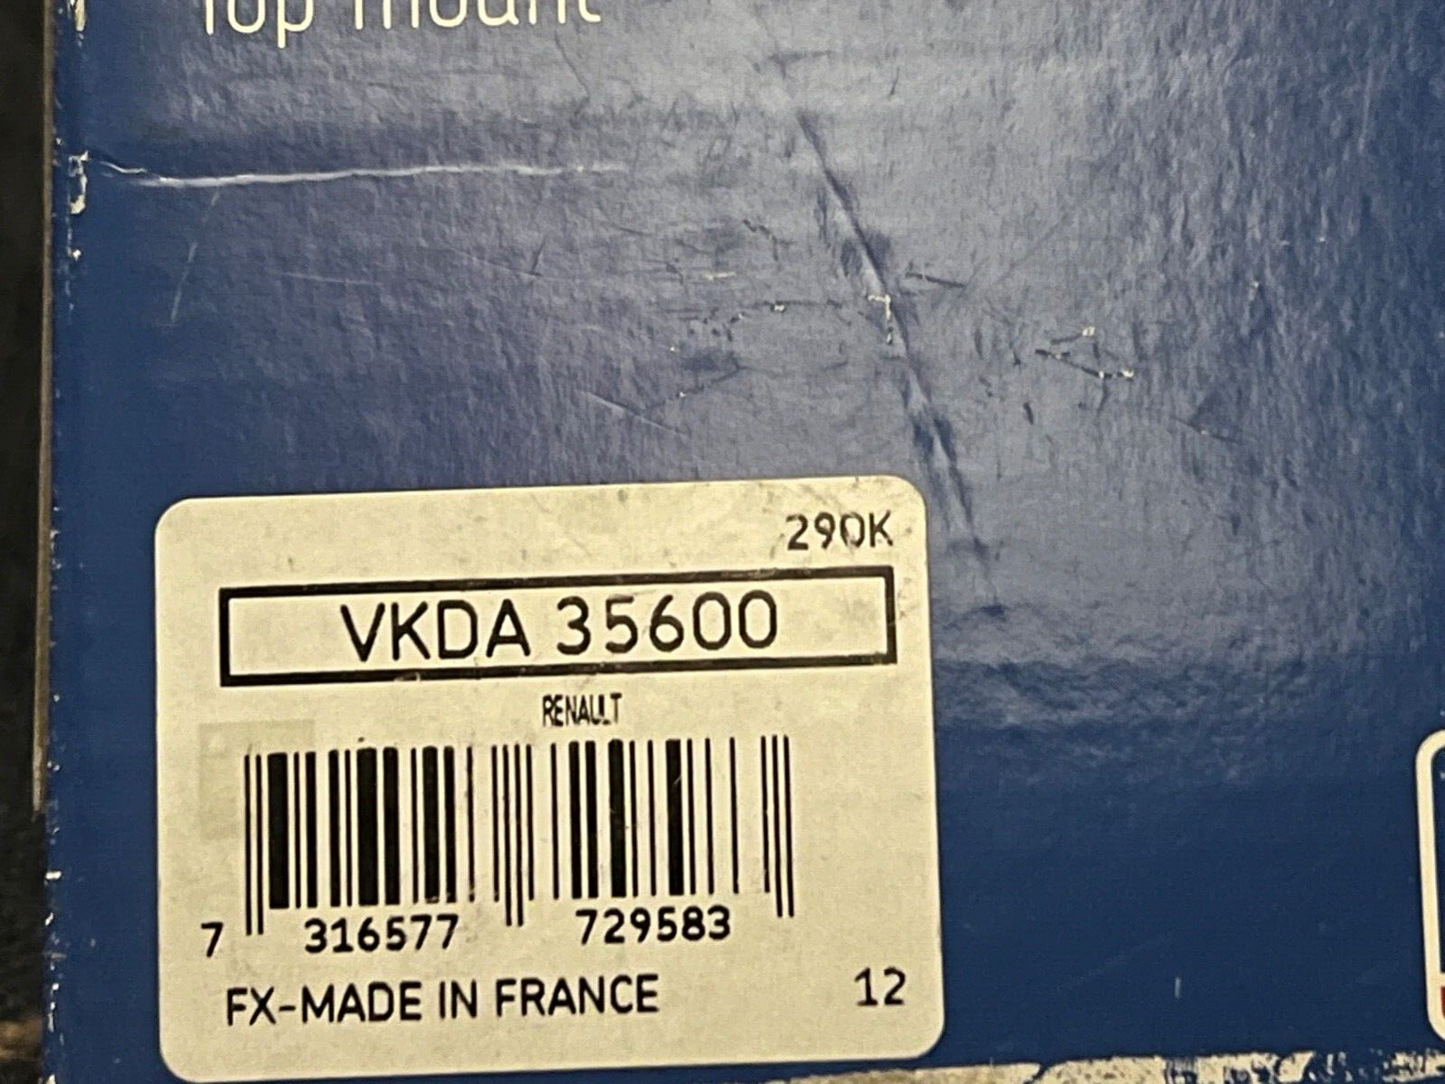 Top mount
290K
VKDA 35600
RENAULT
7 316577 729583
FX-MADE IN FRANCE 12